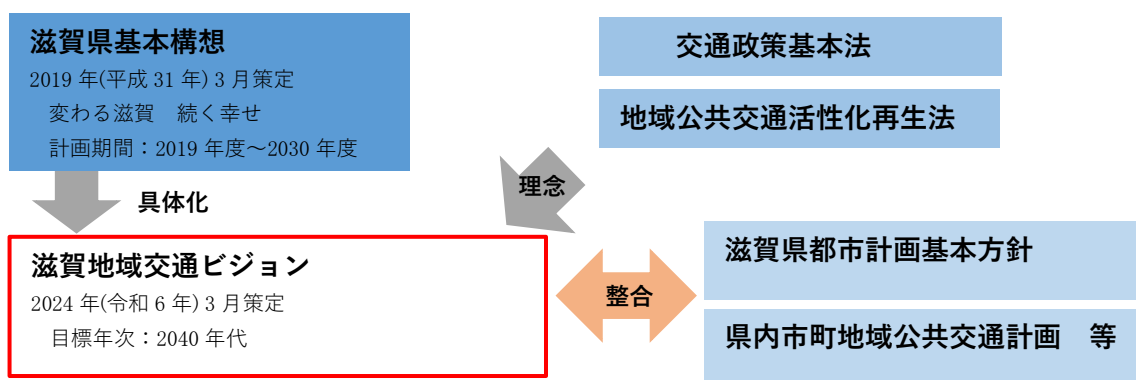 滋賀県基本構想
2019 年(平成 31 年) 3 月策定
変わる滋賀　続く幸せ
計画期間：2019 年度～2030 年度
交通政策基本法
地域公共交通活性化再生法
具体化
理念
滋賀地域交通ビジョン
2024 年(令和 6 年) 3 月策定
目標年次：2040 年代
整合
滋賀県都市計画基本方針
県内市町地域公共交通計画　等